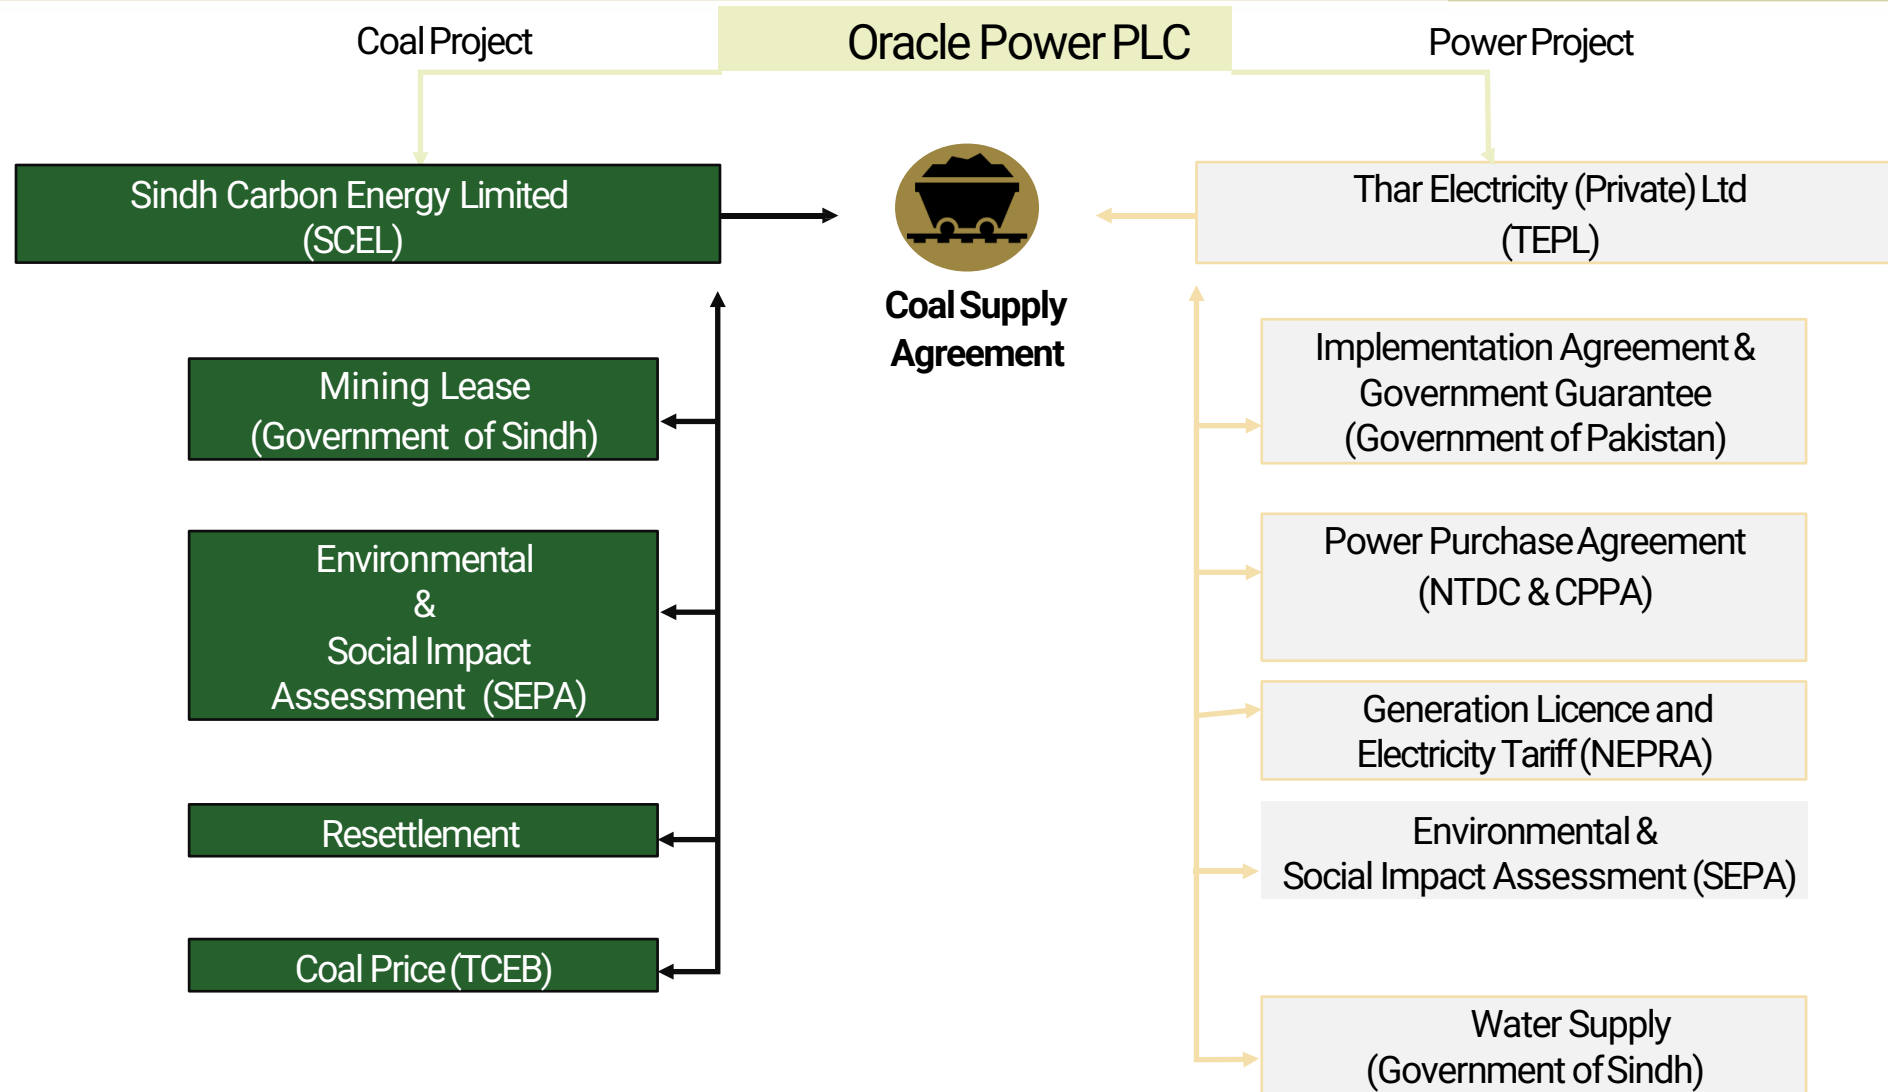 Coal Project
Oracle Power PLC
Power Project
Sindh Carbon Energy Limited
(SCEL)
Coal Supply
Agreement
Thar Electricity (Private) Ltd
(TEPL)
Mining Lease
(Government of Sindh)
Environmental
&
Social Impact
Assessment (SEPA)
Resettlement
Coal Price (TCEB)
Implementation Agreement &
Government Guarantee
(Government of Pakistan)
Power Purchase Agreement
(NTDC & CPPA)
Generation Licence and
Electricity Tariff (NEPRA)
Environmental &
Social Impact Assessment (SEPA)
Water Supply
(Government of Sindh)